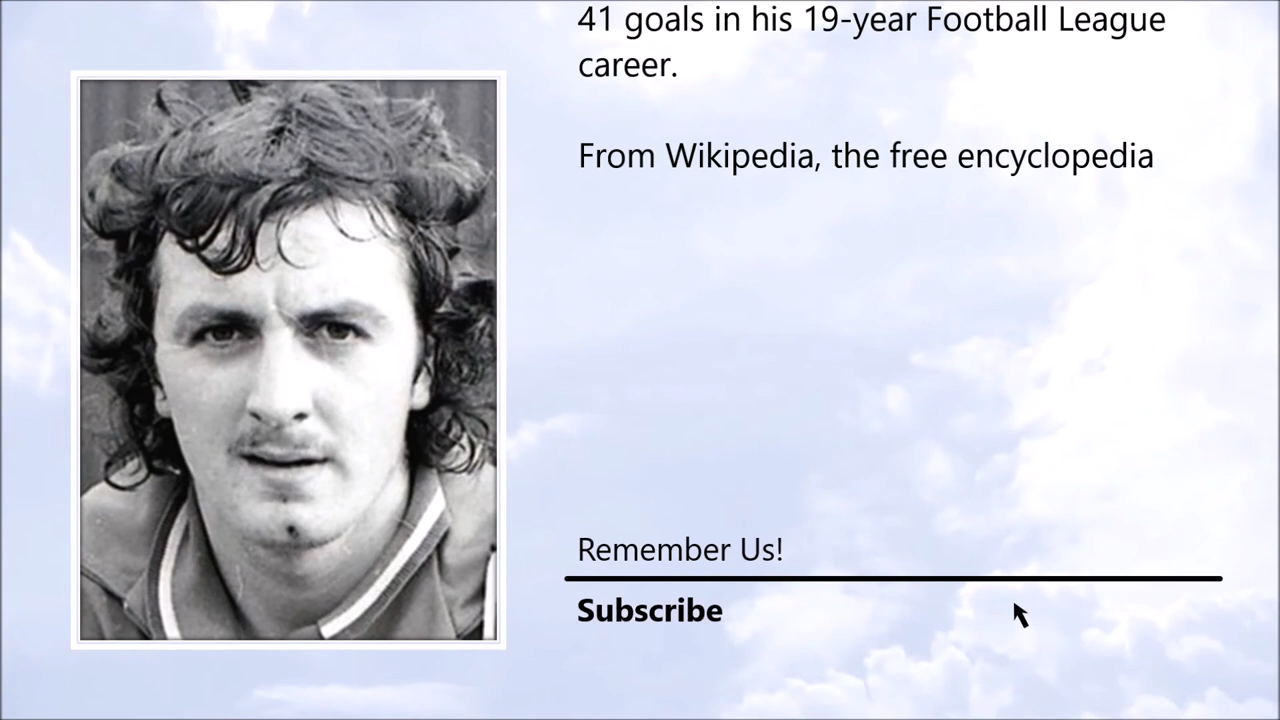 41 goals in his 19-year Football League
career.
From Wikipedia, the free encyclopedia
Remember Us!
Subscribe